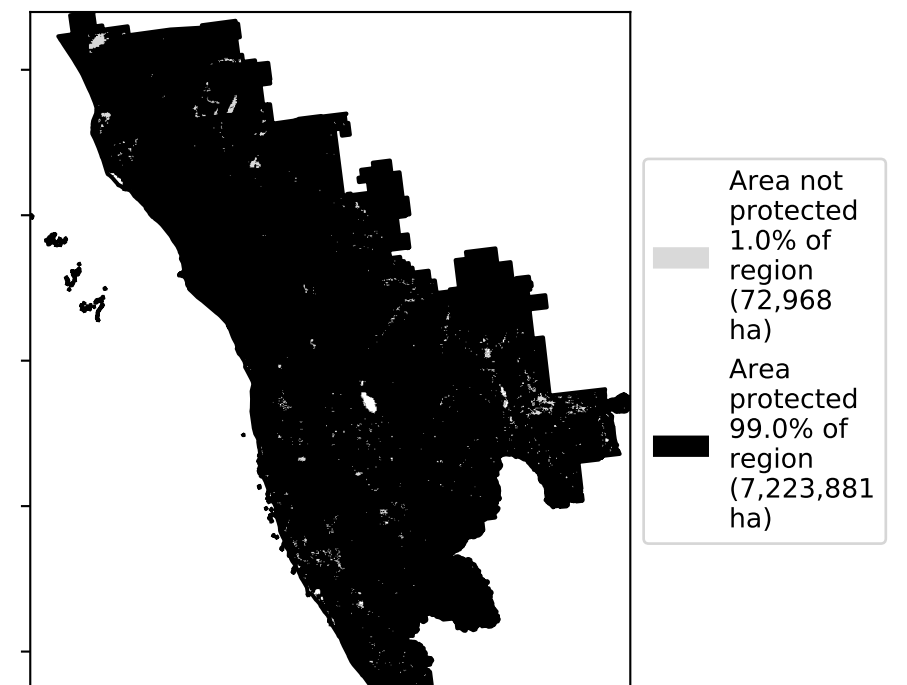 Area not
protected
1.0% of
region
(72,968
ha)
Area
protected
99.0% of
region
(7,223,881
ha)